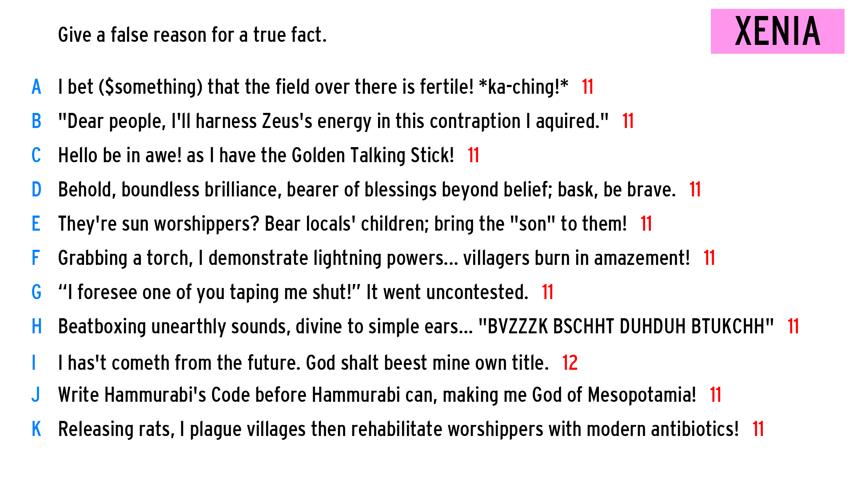 Give a false reason for a true fact.
XENIA
A I bet ($something) that the field over there is fertile! *ka-ching!* 11
B "Dear people, I'll harness Zeus's energy in this contraption I aquired." 11
C Hello be in awe! as I have the Golden Talking Stick! 11
D Behold, boundless brilliance, bearer of blessings beyond belief; bask, be brave. 11
E They're sun worshippers? Bear locals' children; bring the "son" to them! 11
F Grabbing a torch, I demonstrate lightning powers... villagers burn in amazement! 11
G “I foresee one of you taping me shut!” It went uncontested. 11
H Beatboxing unearthly sounds, divine to simple ears... "BVZZZK BSCHHT DUHDUH BTUKCHH" 11
I I has't cometh from the future. God shalt beest mine own title. 12
J Write Hammurabi's Code before Hammurabi can, making me God of Mesopotamia! 11
K Releasing rats, I plague villages then rehabilitate worshippers with modern antibiotics! 11